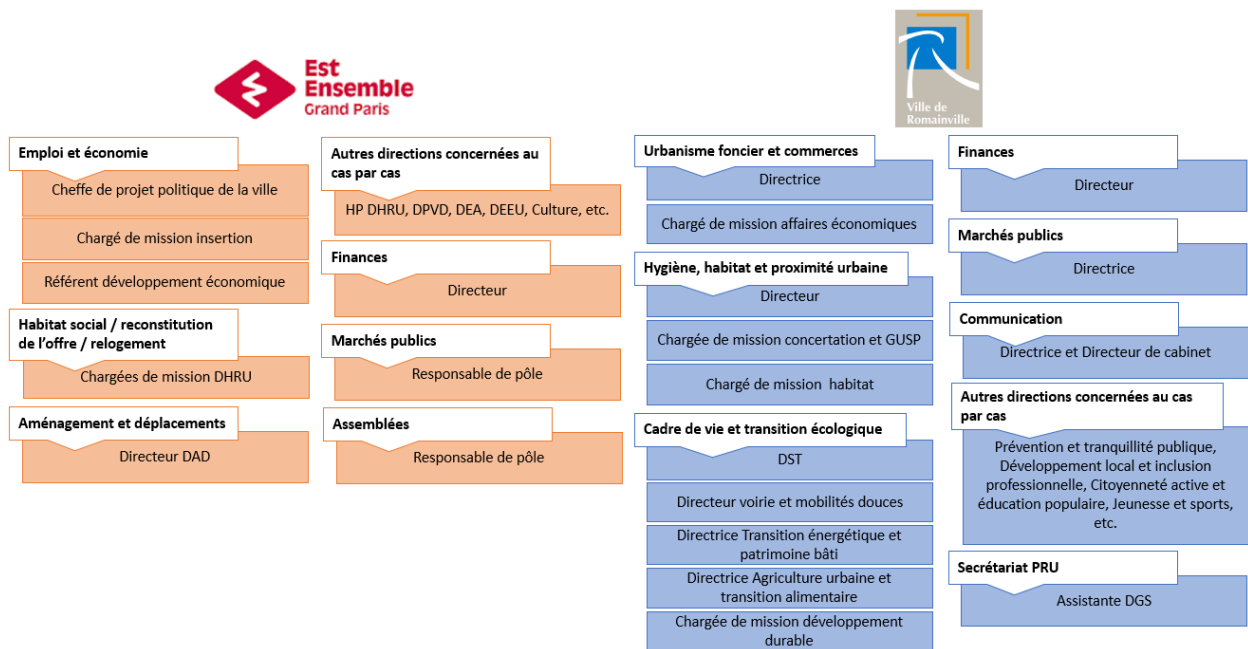 Est
Ensemble
Grand Paris
Emploi et économie
Cheffe de projet politique de la ville
Chargé de mission insertion
Référent développement économique
Habitat social / reconstitution
de l'offre / relogement
Chargées de mission DHRU
Aménagement et déplacements
Directeur DAD
Autres directions concernées au
cas par cas
HP DHRU, DPVD, DEA, DEEU, Culture, etc.
Finances
Directeur
Marchés publics
Responsable de pôle
Assemblées
Responsable de pôle
Ville de
Romainville
Urbanisme foncier et commerces
Directrice
Chargé de mission affaires économiques
Hygiène, habitat et proximité urbaine
Directeur
Chargée de mission concertation et GUSP
Chargé de mission habitat
Cadre de vie et transition écologique
DST
Directeur voirie et mobilités douces
Directrice Transition énergétique et
patrimoine bâti
Directrice Agriculture urbaine et
transition alimentaire
Chargée de mission développement
durable
Finances
Directeur
Marchés publics
Directrice
Communication
Directrice et Directeur de cabinet
Autres directions concernées au cas
par cas
Prévention et tranquillité publique,
Développement local et inclusion
professionnelle, Citoyenneté active et
éducation populaire, Jeunesse et sports,
etc.
Secrétariat PRU
Assistante DGS